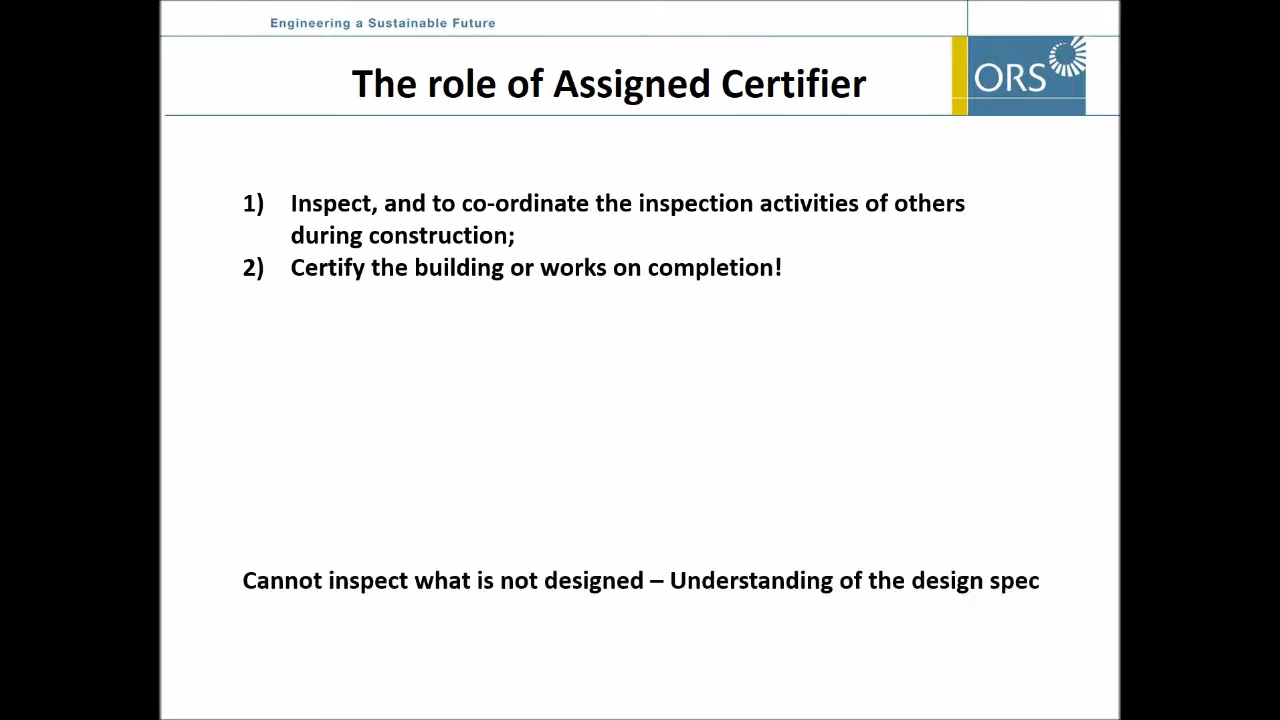 Engineering a Sustainable Future
The role of Assigned Certifier
ORS
1) Inspect, and to co-ordinate the inspection activities of others
during construction;
2) Certify the building or works on completion!
Cannot inspect what is not designed – Understanding of the design spec